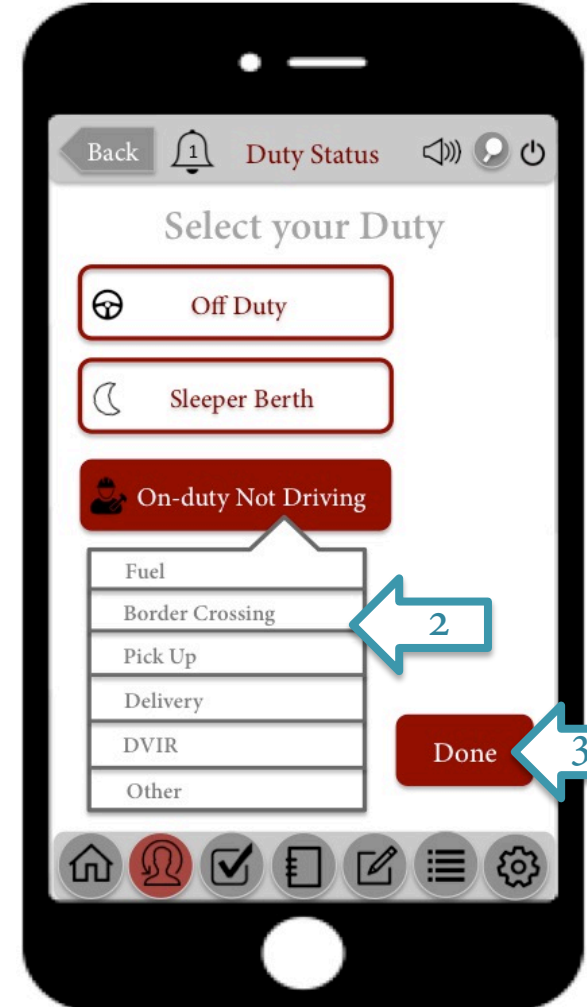 Back 1 Duty Status
Select your Duty
Off Duty
Sleeper Berth
On-duty Not Driving
Fuel
Border Crossing
2
Pick Up
Delivery
DVIR
Done 3
Other